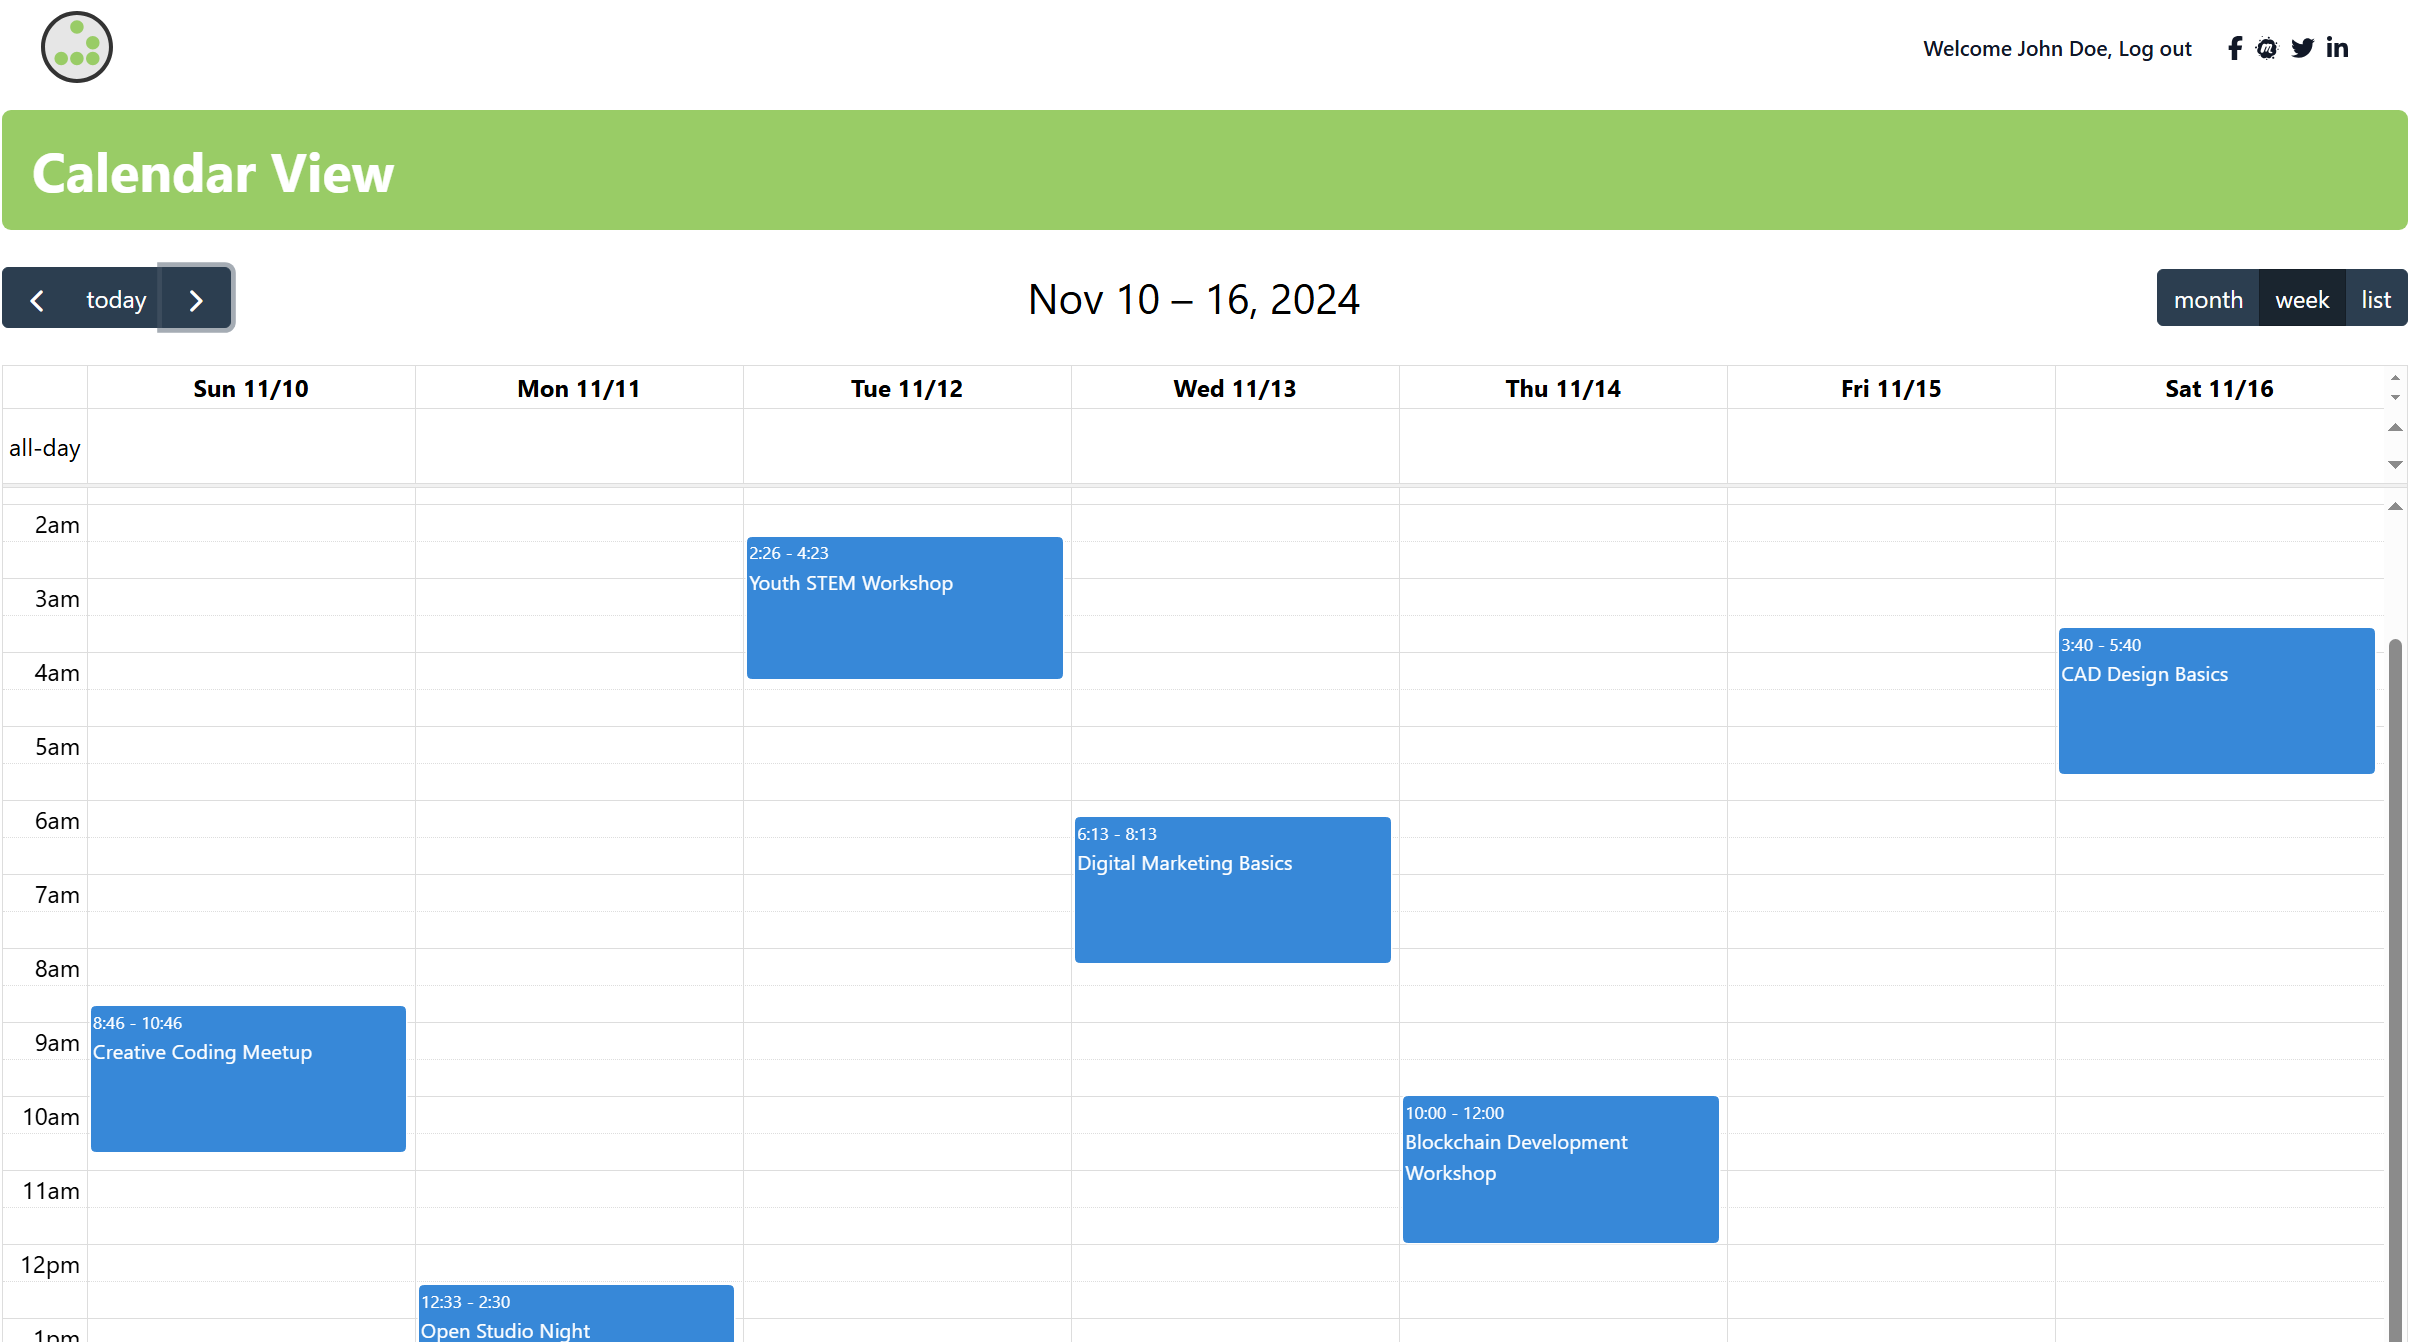 Welcome John Doe, Log out
Calendar View
today
Nov 10 – 16, 2024
month week list
Sun 11/10 Mon 11/11 Tue 11/12 Wed 11/13 Thu 11/14 Fri 11/15 Sat 11/16
all-day
2am
2:26 - 4:23
Youth STEM Workshop
3am
3:40 - 5:40
CAD Design Basics
4am
5am
6am
6:13 - 8:13
Digital Marketing Basics
7am
8am
8:46 - 10:46
Creative Coding Meetup
9am
10am
10:00 - 12:00
Blockchain Development
Workshop
11am
12pm
12:33 - 2:30
Open Studio Night
1pm